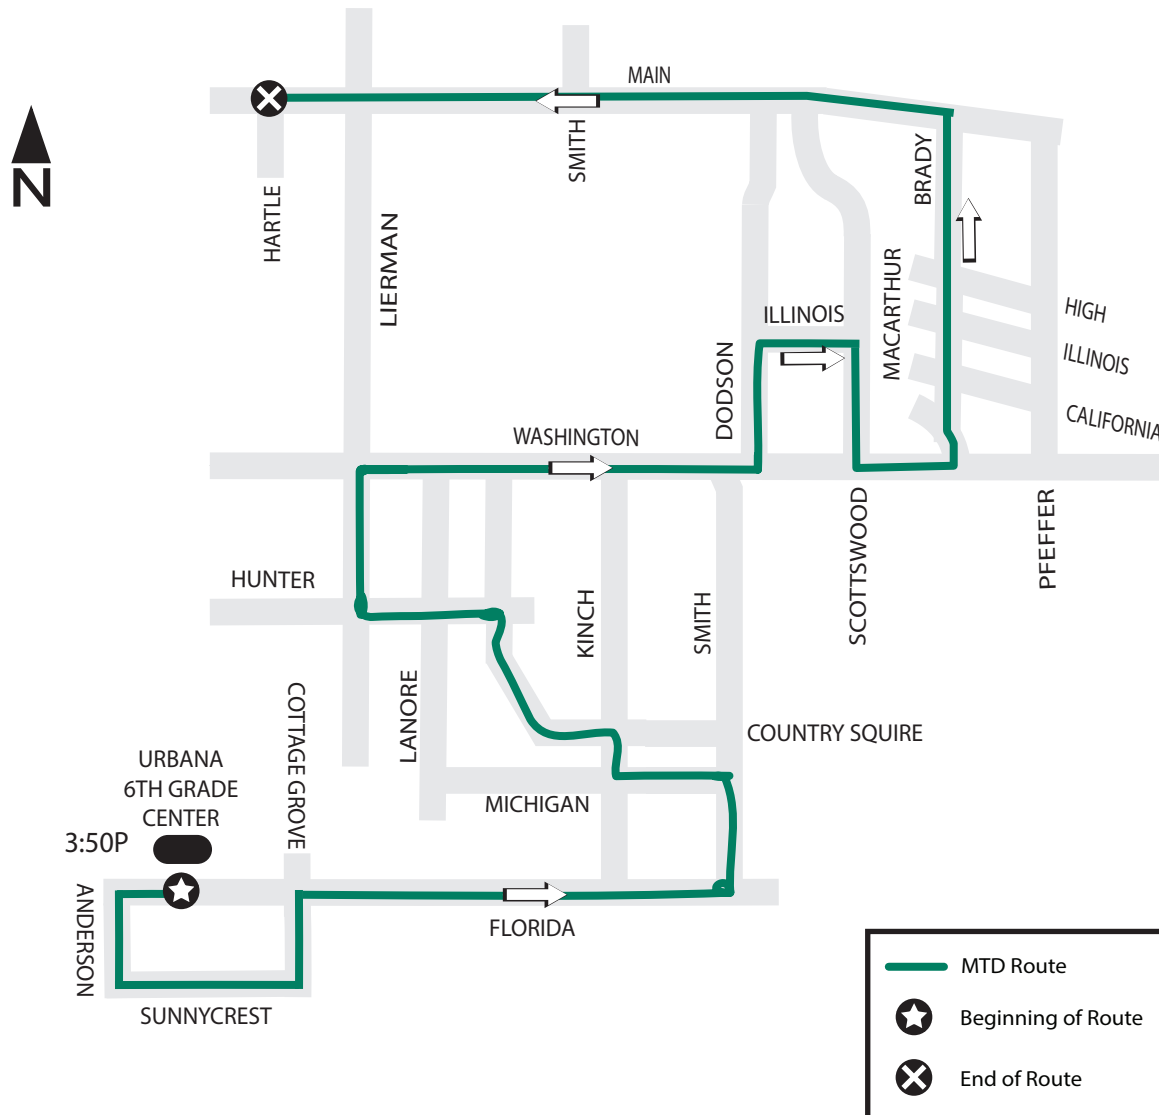 MAIN
N
SMITH
BRADY
HARTLE
LIERMAN
MACARTHUR
HIGH
ILLINOIS
ILLINOIS
DODSON
CALIFORNIA
WASHINGTON
SCOTTSWOOD
PFEFFER
HUNTER
KINCH
SMITH
LANORE
COTTAGE GROVE
COUNTRY SQUIRE
URBANA
6TH GRADE
CENTER
MICHIGAN
3:50P
ANDERSON
FLORIDA
SUNNYCREST
MTD Route
Beginning of Route
End of Route